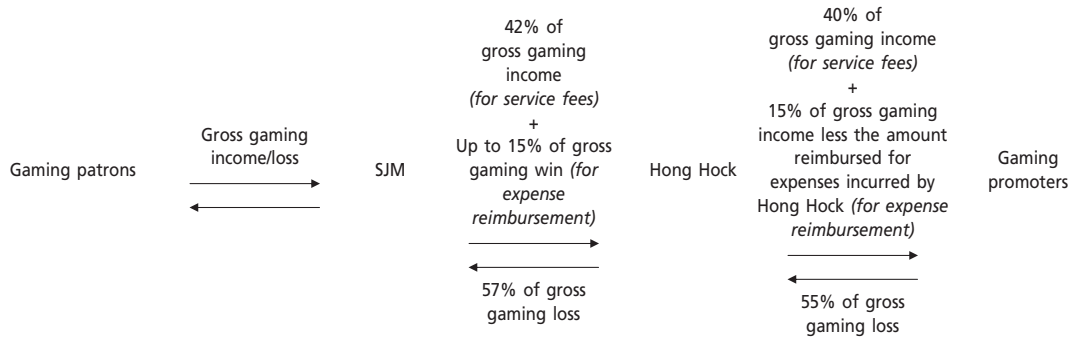 Gaming patrons
Gross gaming
income/loss
SJM
42% of
gross gaming
income
(for service fees)
+
Up to 15% of gross
gaming win (for
expense
reimbursement)
57% of gross
gaming loss
Hong Hock
40% of
gross gaming income
(for service fees)
+
15% of gross gaming
income less the amount
reimbursed for
expenses incurred by
Hong Hock (for expense
reimbursement)
55% of gross
gaming loss
Gaming
promoters